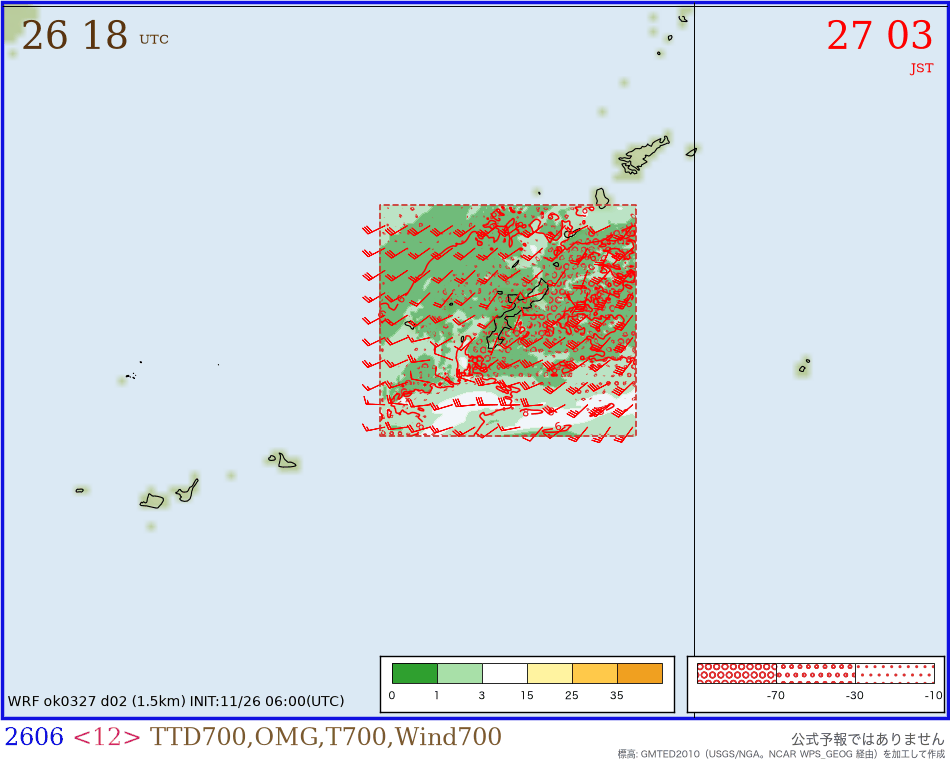 26 18 UTC
27 03
JST
6
6
0 1 3 15 25 35
-70 -30 -10
WRF ok0327 d02 (1.5km) INIT:11/26 06:00(UTC)
2606 <12> TTD700,OMG,T700,Wind700
公式予報ではありません
標高: GMTED2010（USGS/NGA。NCAR WPS_GEOG 経由）を加工して作成